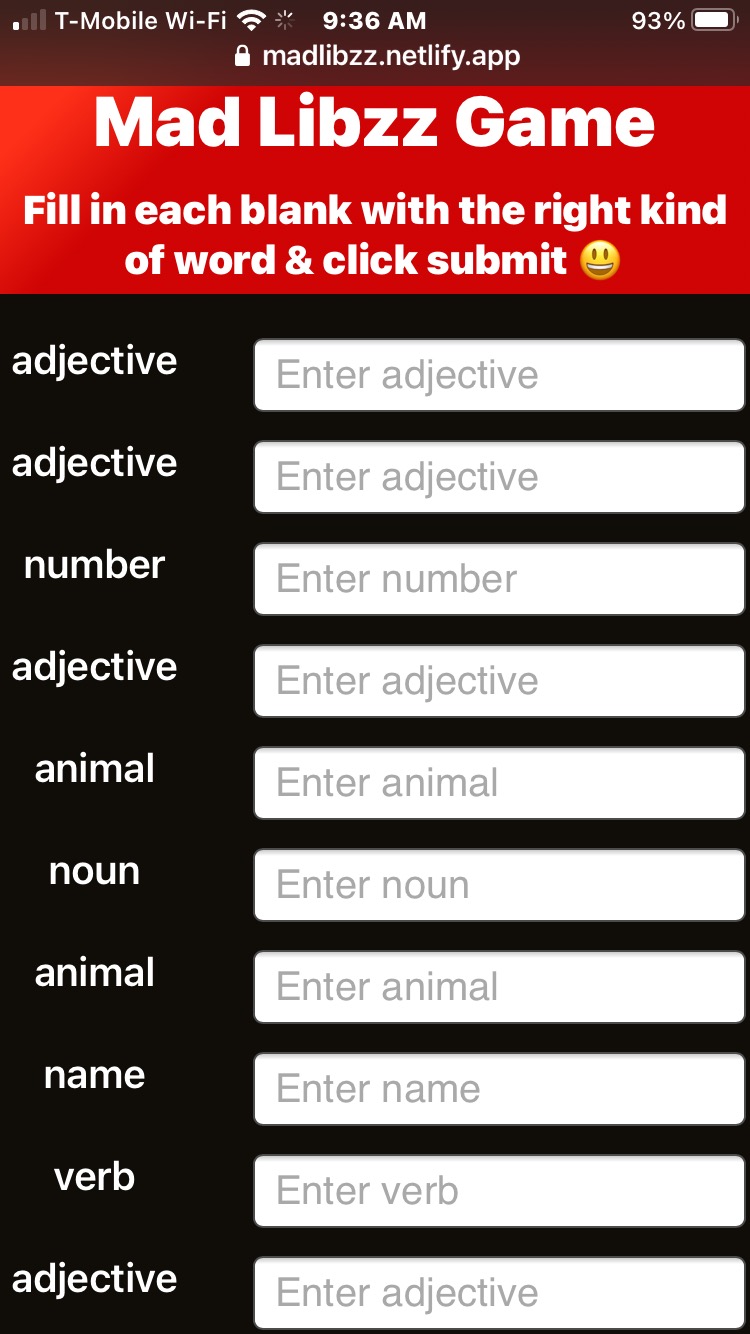 T-Mobile Wi-Fi 9:36 AM 93%
madlibzz.netlify.app
Mad Libzz Game
Fill in each blank with the right kind
of word & click submit 😃
adjective Enter adjective
adjective Enter adjective
number Enter number
adjective Enter adjective
animal Enter animal
noun Enter noun
animal Enter animal
name Enter name
verb Enter verb
adjective Enter adjective